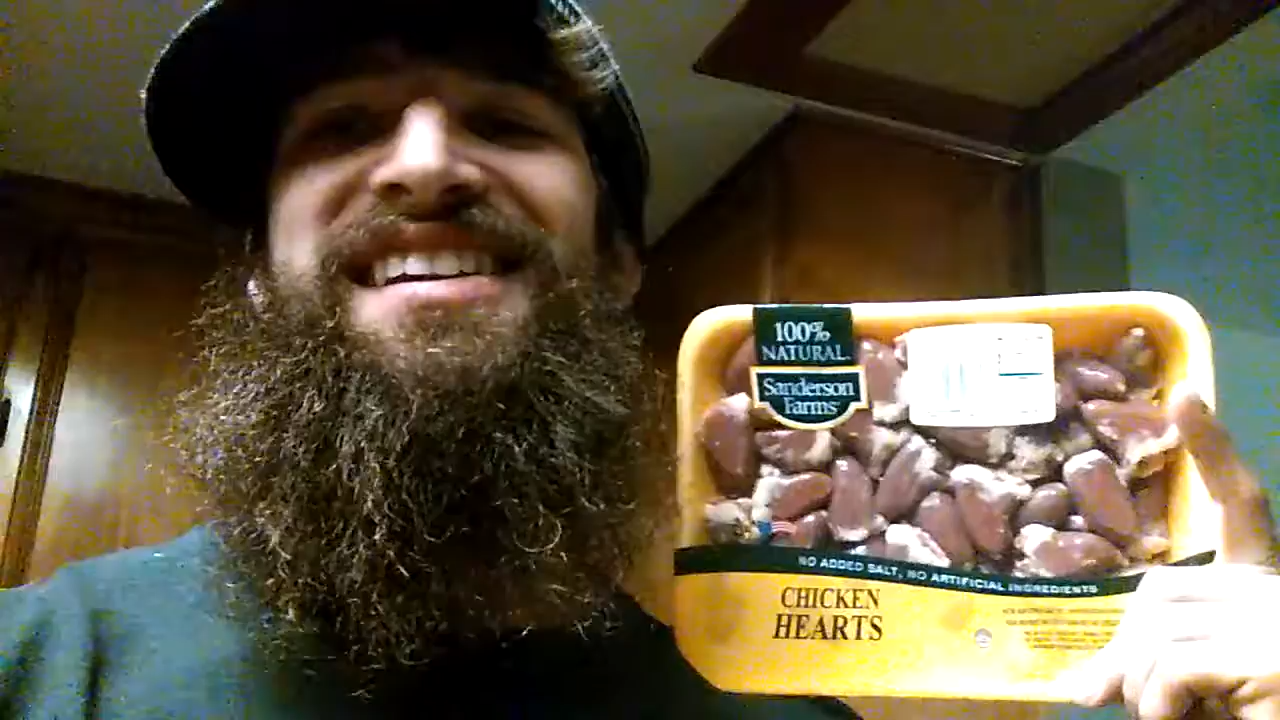 100%
NATURAL.
Sanderson
Farms
NO ADDED SALT, NO ARTIFICIAL INGREDIENTS
CHICKEN
HEARTS